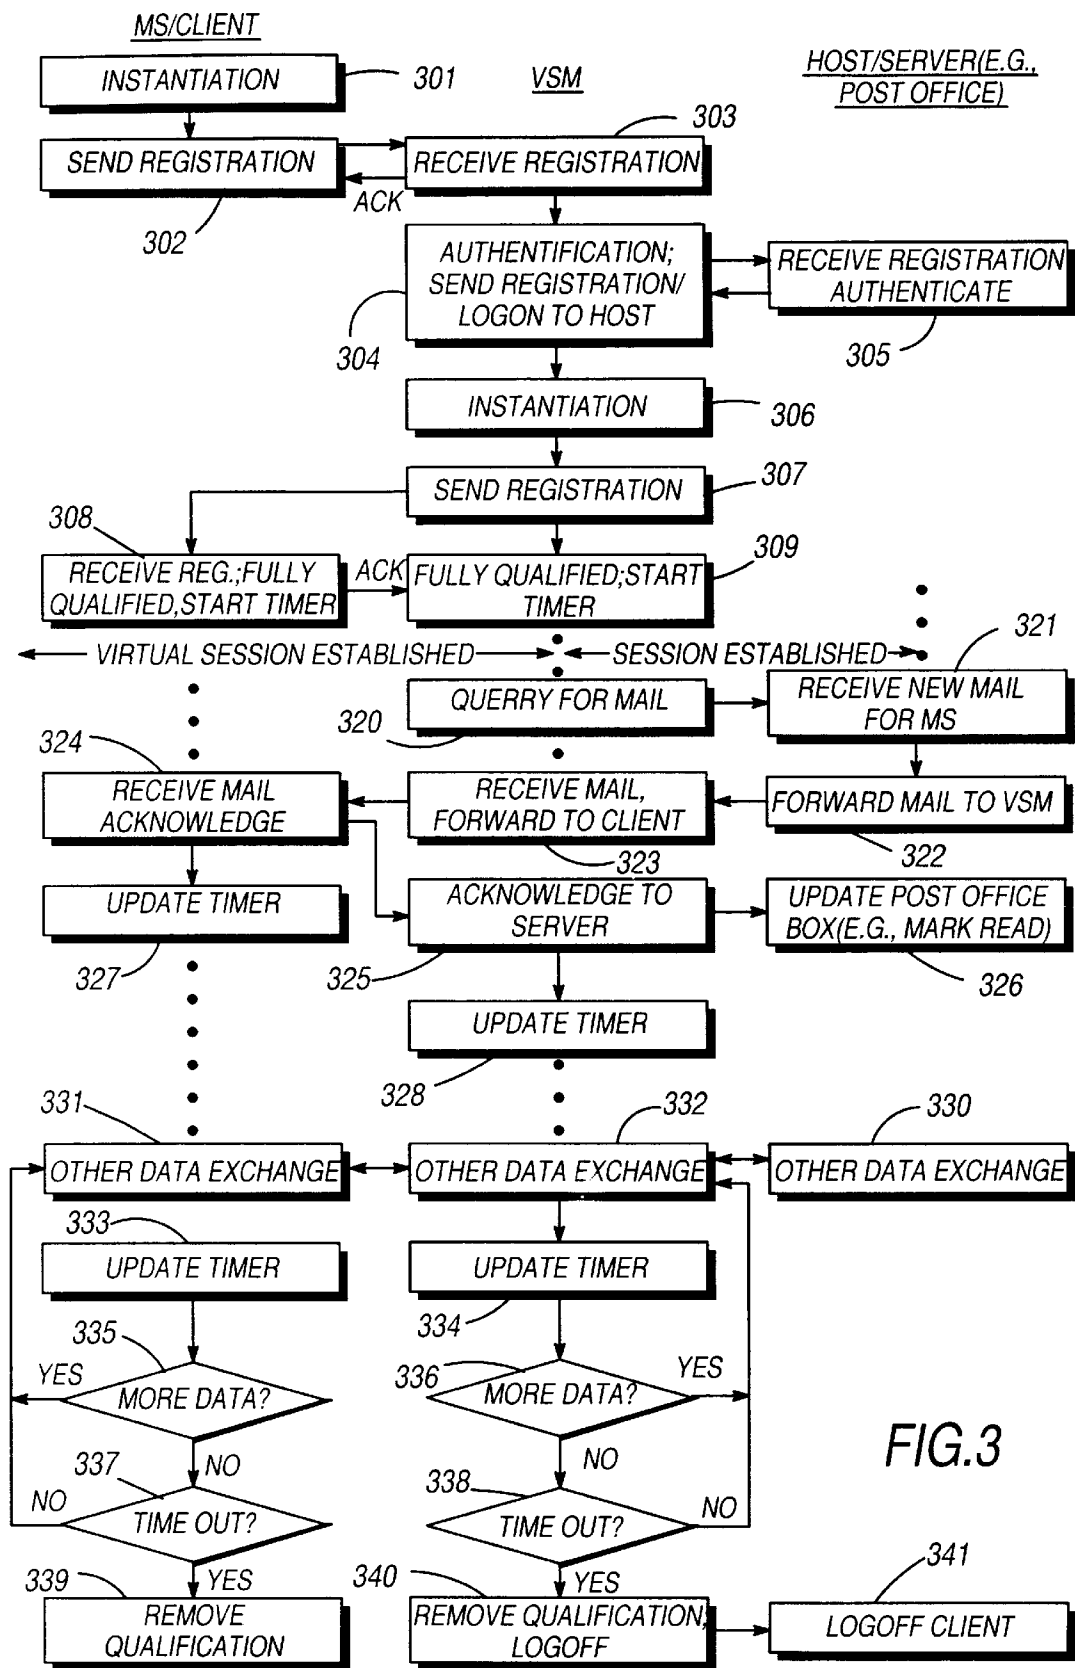 MS/CLIENT
VSM
HOST/SERVER(E.G.,
POST OFFICE)
INSTANTIATION
301
SEND REGISTRATION
302
ACK
303
RECEIVE REGISTRATION
AUTHENTIFICATION;
SEND REGISTRATION/
LOGON TO HOST
304
RECEIVE REGISTRATION
AUTHENTICATE
305
INSTANTIATION
306
SEND REGISTRATION
307
308
RECEIVE REG.;FULLY
QUALIFIED,START TIMER
ACK
FULLY QUALIFIED;START
TIMER
309
VIRTUAL SESSION ESTABLISHED
SESSION ESTABLISHED
321
QUERRY FOR MAIL
320
RECEIVE NEW MAIL
FOR MS
324
RECEIVE MAIL
ACKNOWLEDGE
RECEIVE MAIL,
FORWARD TO CLIENT
323
FORWARD MAIL TO VSM
322
UPDATE TIMER
327
ACKNOWLEDGE TO
SERVER
325
UPDATE POST OFFICE
BOX(E.G., MARK READ)
326
UPDATE TIMER
328
331
332
330
OTHER DATA EXCHANGE
OTHER DATA EXCHANGE
OTHER DATA EXCHANGE
333
UPDATE TIMER
UPDATE TIMER
334
335
YES
MORE DATA?
NO
336
MORE DATA?
YES
NO
337
NO
TIME OUT?
YES
338
TIME OUT?
NO
YES
FIG.3
339
REMOVE
QUALIFICATION
340
REMOVE QUALIFICATION,
LOGOFF
341
LOGOFF CLIENT